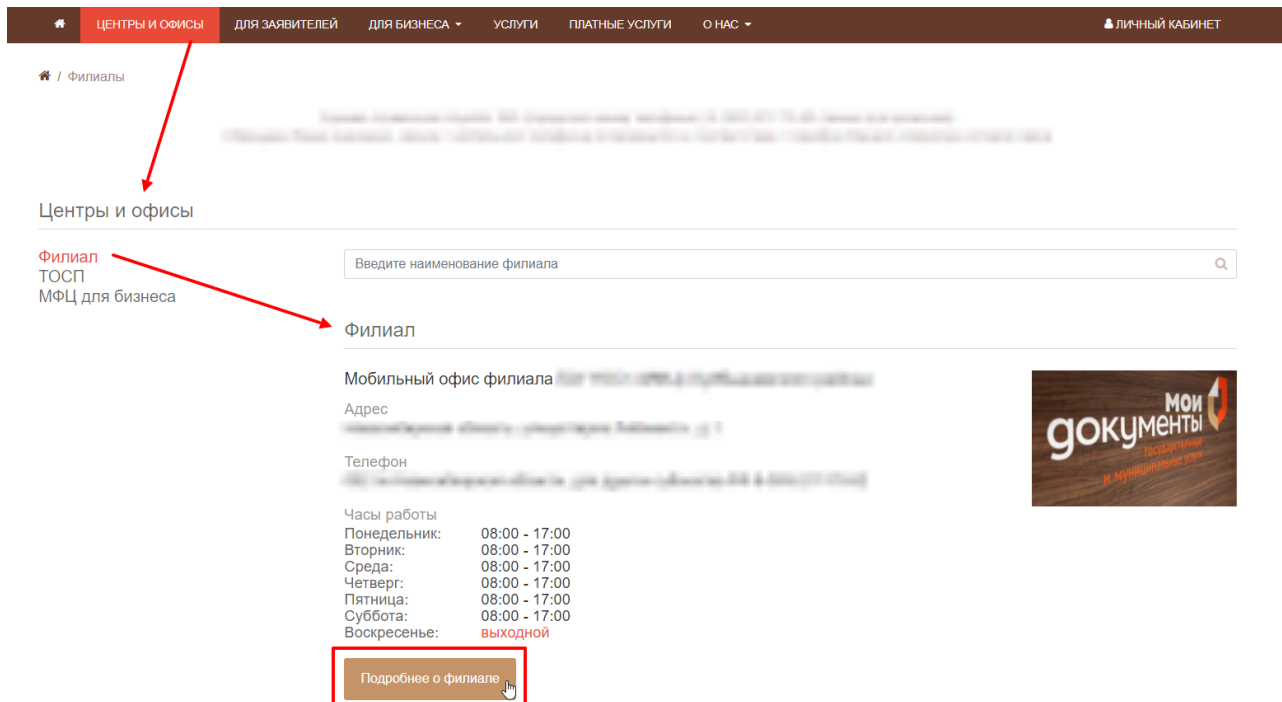 ЦЕНТРЫ И ОФИСЫ ДЛЯ ЗАЯВИТЕЛЕЙ ДЛЯ БИЗНЕСА УСЛУГИ ПЛАТНЫЕ УСЛУГИ О НАС ЛИЧНЫЙ КАБИНЕТ
/ Филиалы
Центры и офисы
Филиал
ТОСП
МФЦ для бизнеса
Введите наименование филиала
Филиал
Мобильный офис филиала
Адрес
Телефон
Часы работы
Понедельник: 08:00 - 17:00
Вторник: 08:00 - 17:00
Среда: 08:00 - 17:00
Четверг: 08:00 - 17:00
Пятница: 08:00 - 17:00
Суббота: 08:00 - 17:00
Воскресенье: выходной
Подробнее о филиале
мои
документы
государственные
и муниципальные услуги